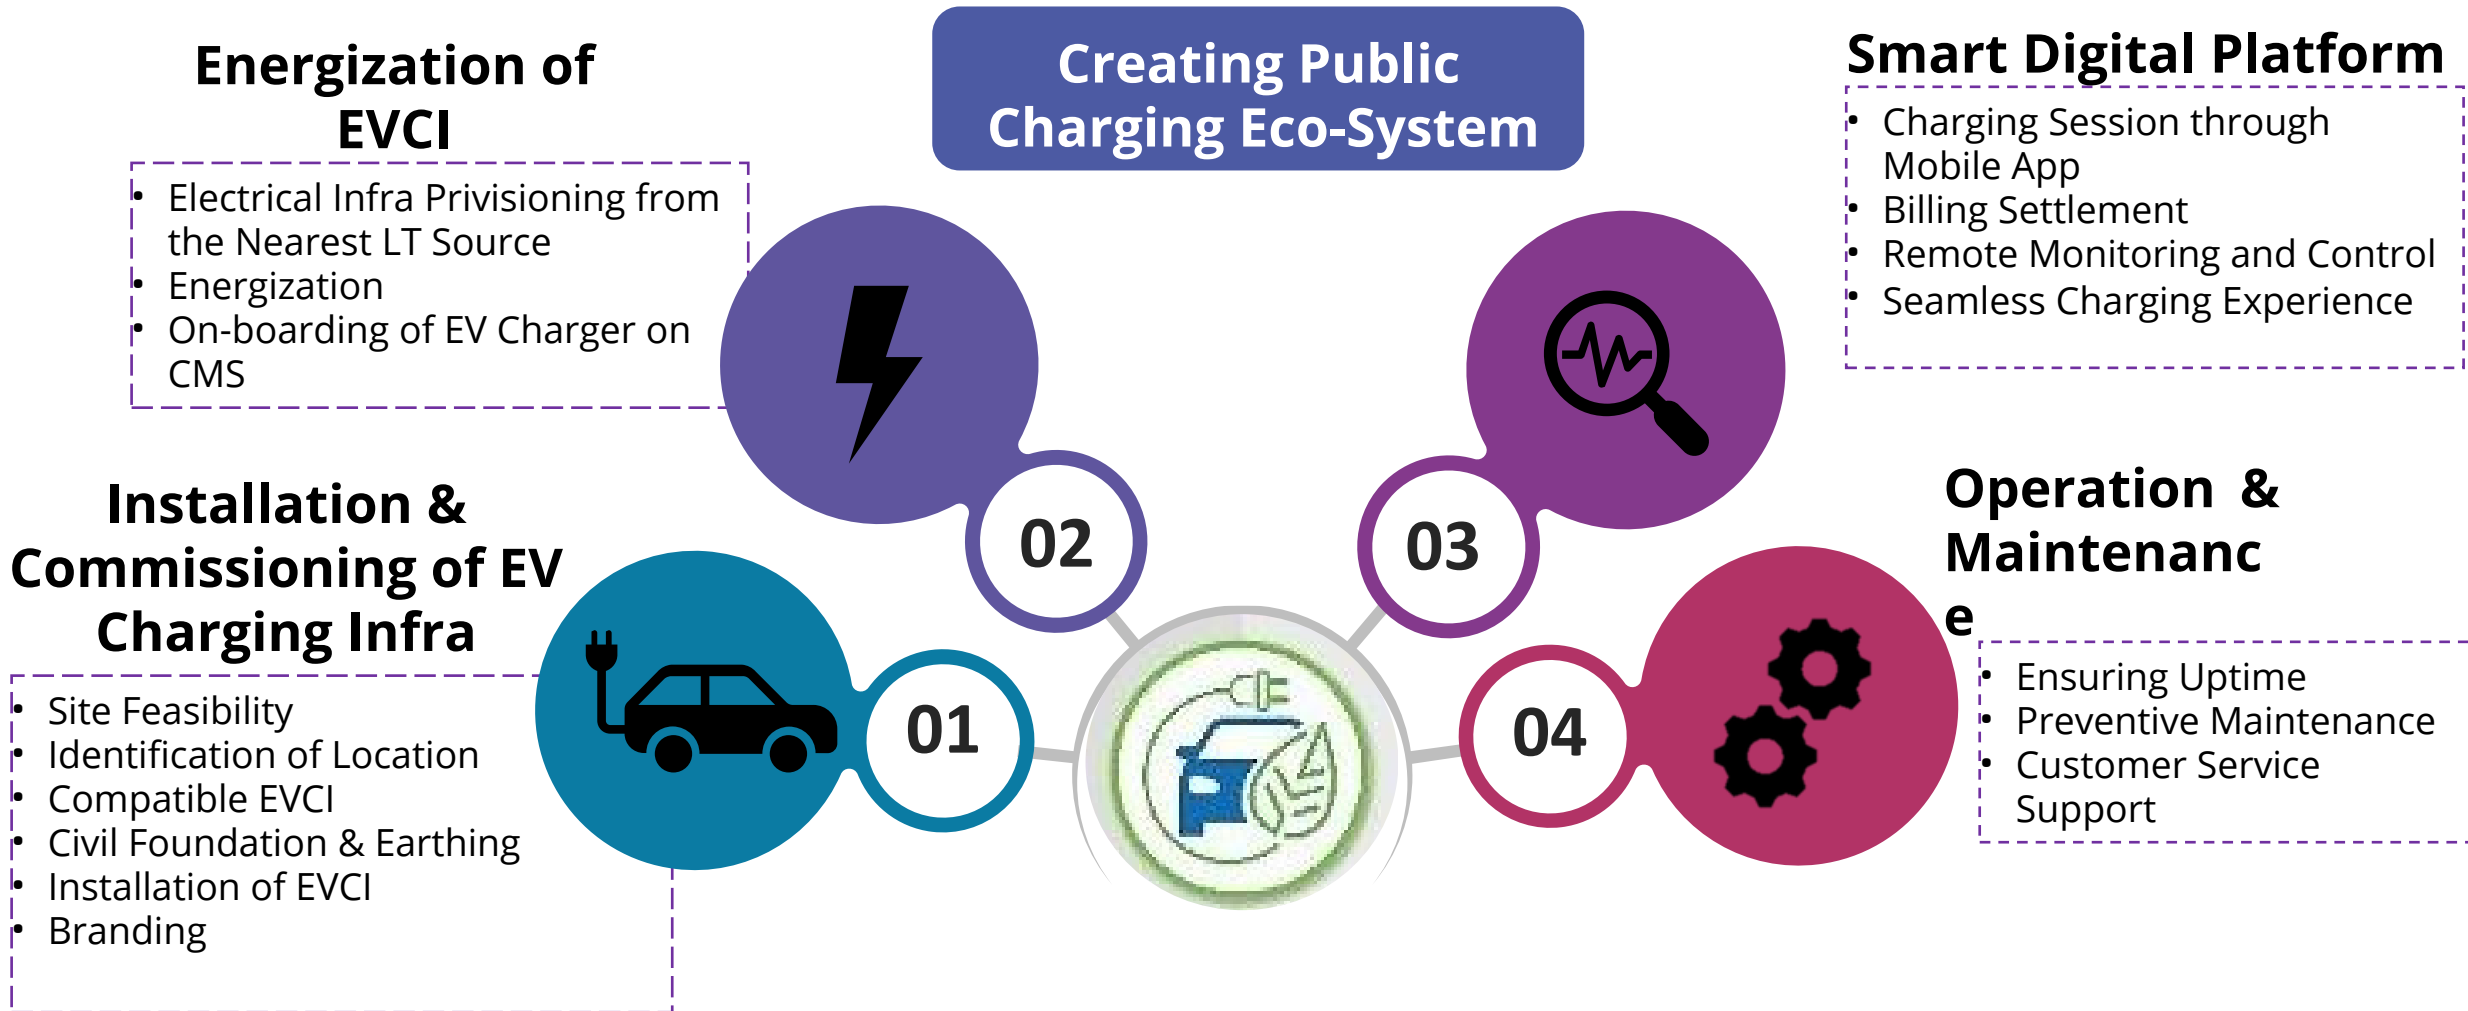 Creating Public
Charging Eco-System
Energization of
EVCI
• Electrical Infra Privisioning from
the Nearest LT Source
• Energization
• On-boarding of EV Charger on
CMS
Smart Digital Platform
• Charging Session through
Mobile App
• Billing Settlement
• Remote Monitoring and Control
• Seamless Charging Experience
Installation &
Commissioning of EV
Charging Infra
• Site Feasibility
• Identification of Location
• Compatible EVCI
• Civil Foundation & Earthing
• Installation of EVCI
• Branding
01
02
03
04
Operation &
Maintenanc
e
• Ensuring Uptime
• Preventive Maintenance
• Customer Service
Support